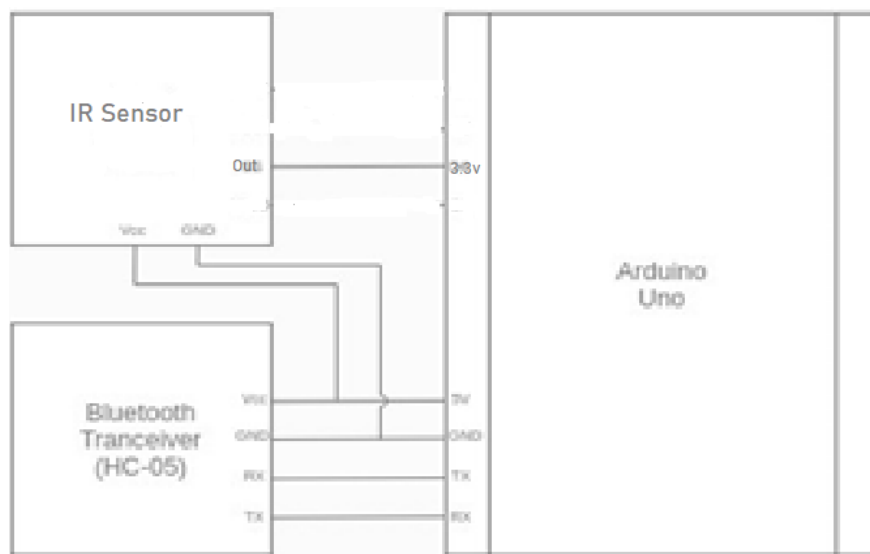 IR Sensor
Out
3.3v
Vcc
GND
Arduino
Uno
Bluetooth
Tranceiver
(HC-05)
Vcc
GND
RX
TX
GND
TX
RX